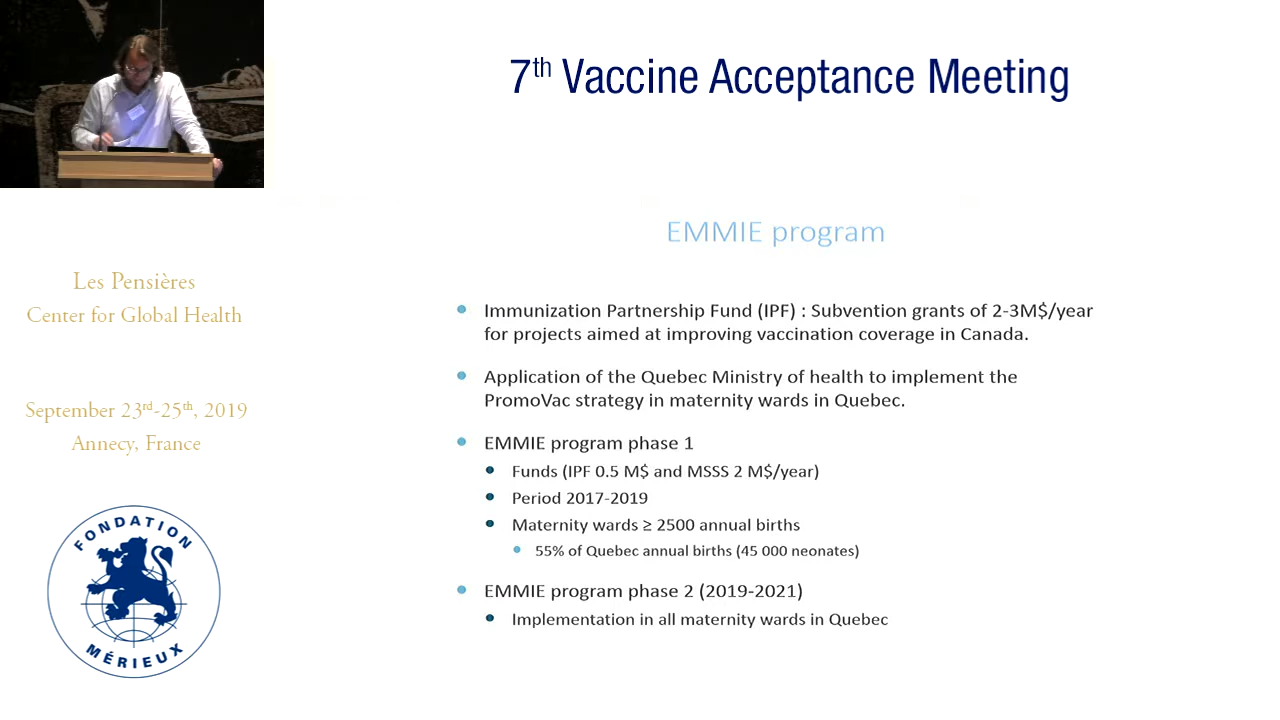 7th Vaccine Acceptance Meeting
EMMIE program
Les Pensières
Center for Global Health
September 23rd-25th, 2019
Annecy, France
FONDATION
MÉRIEUX
Immunization Partnership Fund (IPF) : Subvention grants of 2-3M$/year
for projects aimed at improving vaccination coverage in Canada.
Application of the Quebec Ministry of health to implement the
PromoVac strategy in maternity wards in Quebec.
EMMIE program phase 1
Funds (IPF 0.5 M$ and MSSS 2 M$/year)
Period 2017-2019
Maternity wards ≥ 2500 annual births
55% of Quebec annual births (45 000 neonates)
EMMIE program phase 2 (2019-2021)
Implementation in all maternity wards in Quebec